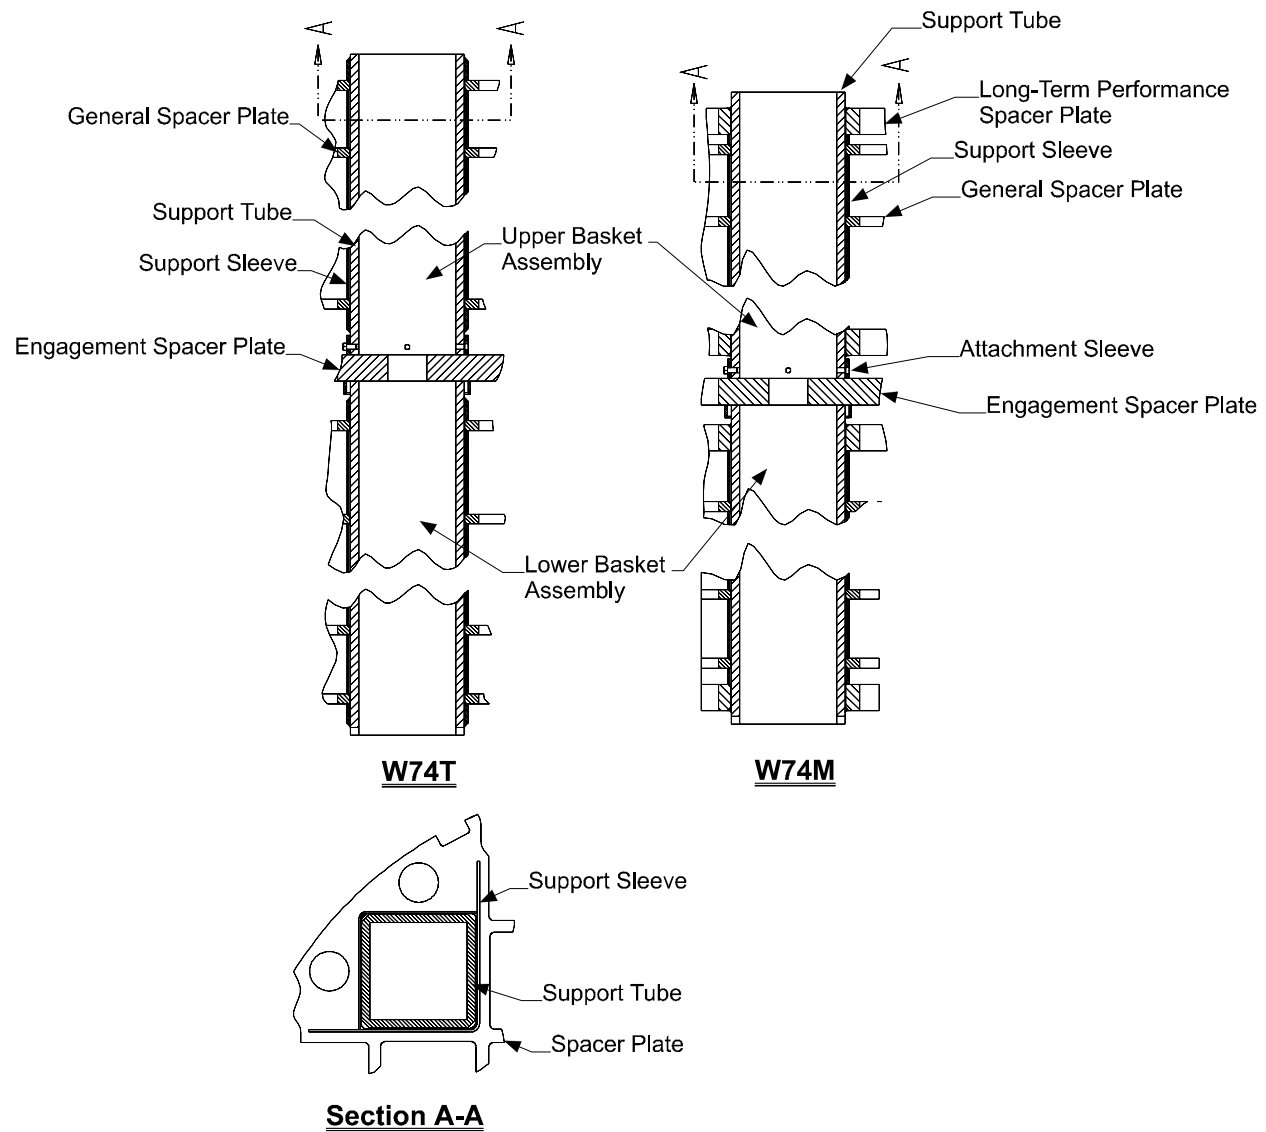 A
A
Support Tube
A
A
Long-Term Performance
Spacer Plate
General Spacer Plate
Support Sleeve
General Spacer Plate
Support Tube
Upper Basket
Assembly
Support Sleeve
Engagement Spacer Plate
Attachment Sleeve
Engagement Spacer Plate
Lower Basket
Assembly
W74T
W74M
Support Sleeve
Support Tube
Spacer Plate
Section A-A